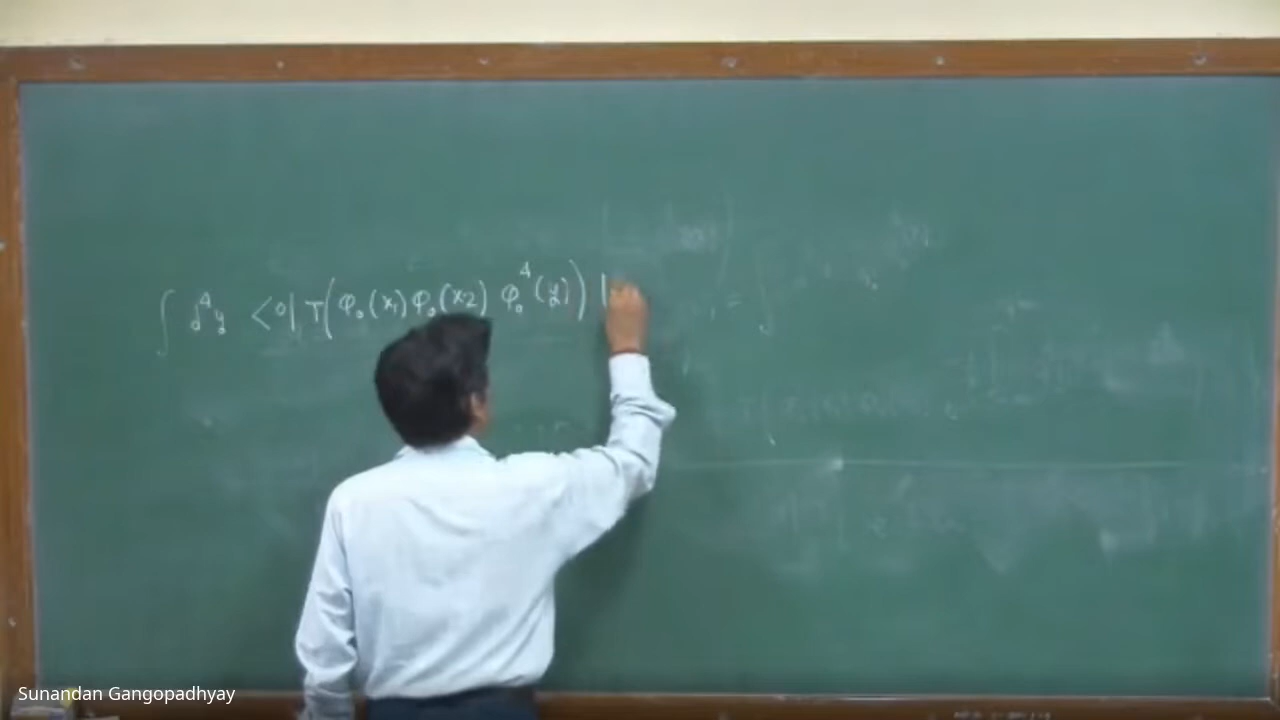 ∫ d⁴y <0| T(φ₀(x₁) φ₀(x₂) φ₀⁴(y)) |
Sunandan Gangopadhyay